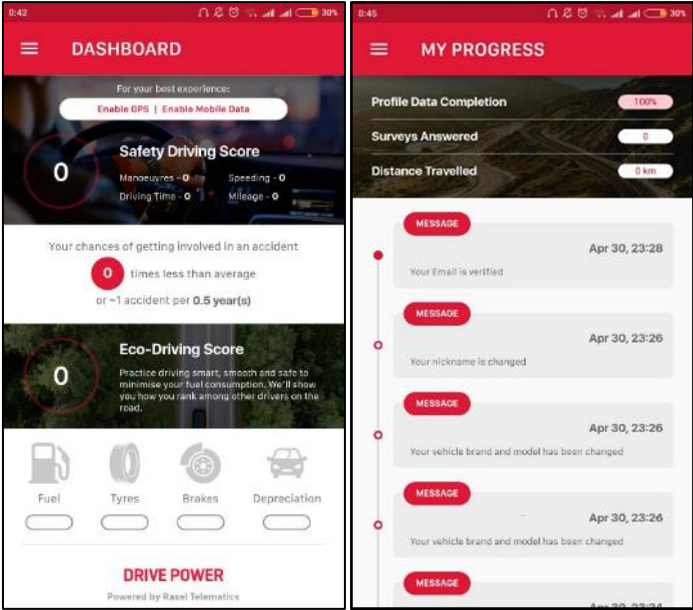 0:42
30%
DASHBOARD
For your best experience:
Enable GPS | Enable Mobile Data
Safety Driving Score
0
Manoeuvres - 0
Speeding - 0
Driving Time - 0
Mileage - 0
Your chances of getting involved in an accident
0 times less than average
or ~1 accident per 0.5 year(s)
Eco-Driving Score
0
Practice driving smart, smooth and safe to
minimise your fuel consumption. We'll show
you how you rank among other drivers on the
road.
Fuel
Tyres
Brakes
Depreciation
DRIVE POWER
Powered by Raxel Telematics
0:45
30%
MY PROGRESS
Profile Data Completion 100%
Surveys Answered 0
Distance Travelled 0 km
MESSAGE
Apr 30, 23:28
Your Email is verified
MESSAGE
Apr 30, 23:26
Your nickname is changed
MESSAGE
Apr 30, 23:26
Your vehicle brand and model has been changed
MESSAGE
Apr 30, 23:26
Your vehicle brand and model has been changed
MESSAGE
Apr 30, 23:24